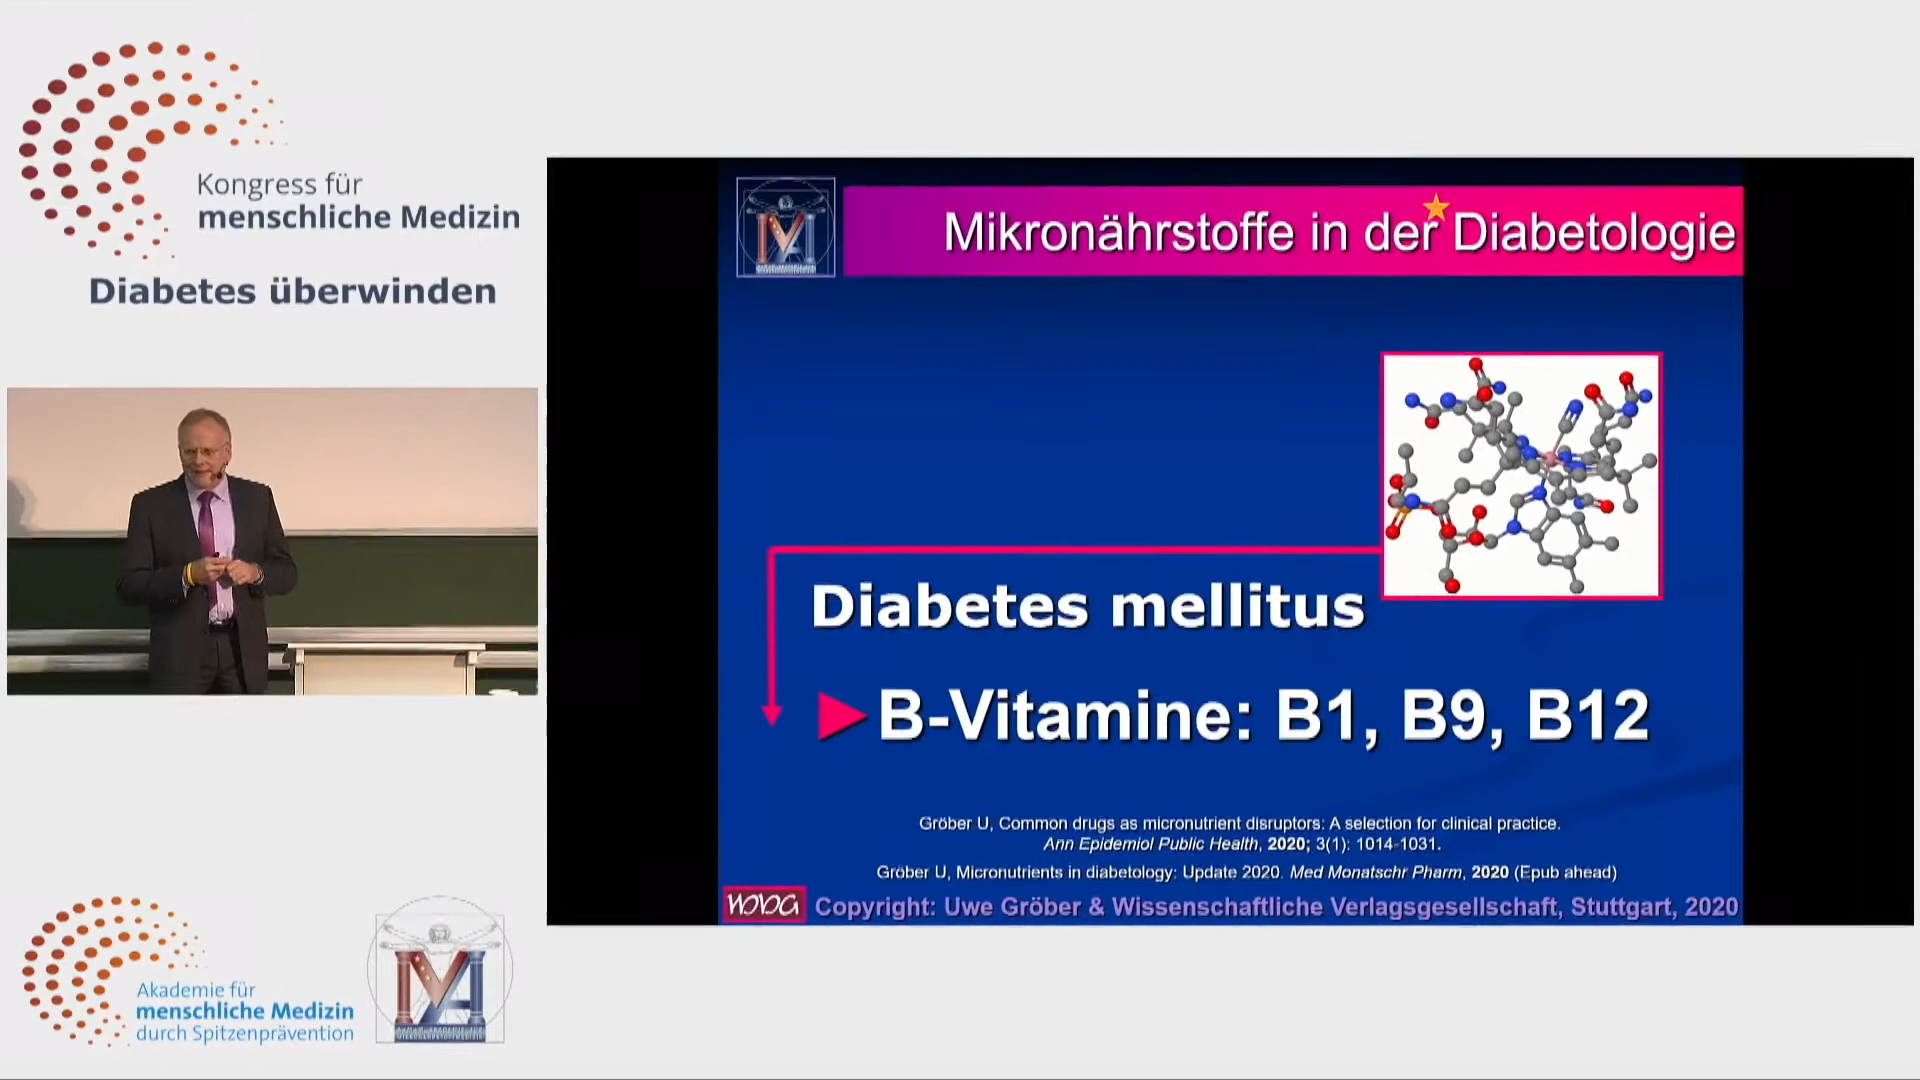 Kongress für
menschliche Medizin
Diabetes überwinden
Mikronährstoffe in der Diabetologie
Diabetes mellitus
B-Vitamine: B1, B9, B12
Gröber U, Common drugs as micronutrient disruptors: A selection for clinical practice.
Ann Epidemiol Public Health, 2020; 3(1): 1014-1031.
Gröber U, Micronutrients in diabetology: Update 2020. Med Monatschr Pharm, 2020 (Epub ahead)
Copyright: Uwe Gröber & Wissenschaftliche Verlagsgesellschaft, Stuttgart, 2020
Akademie für
menschliche Medizin
durch Spitzenprävention